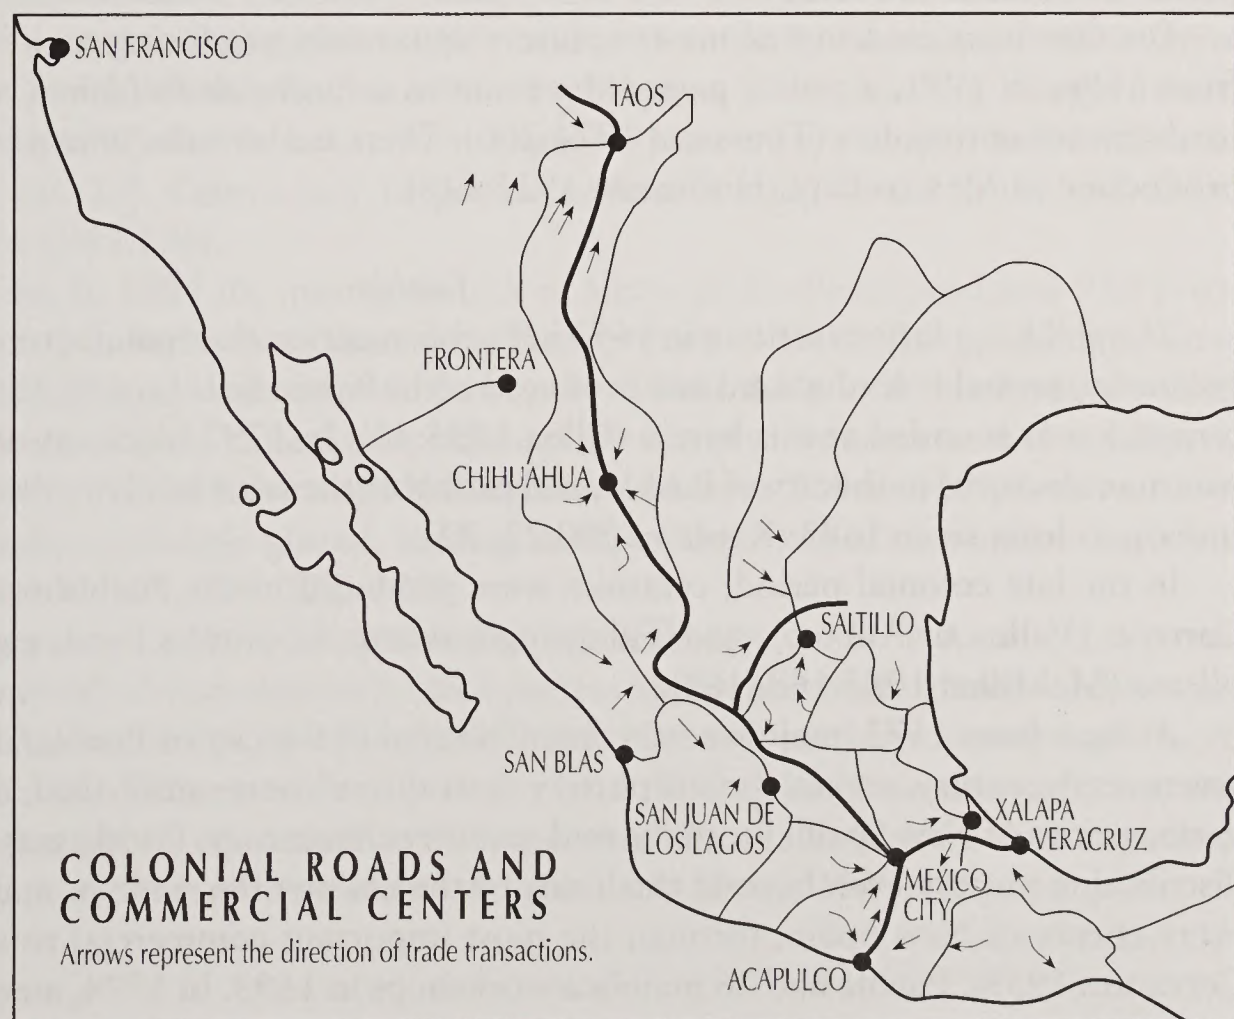 SAN FRANCISCO
TAOS
FRONTERA
CHIHUAHUA
SALTILLO
SAN BLAS
SAN JUAN DE
LOS LAGOS
XALAPA
VERACRUZ
MEXICO
CITY
ACAPULCO
COLONIAL ROADS AND
COMMERCIAL CENTERS
Arrows represent the direction of trade transactions.